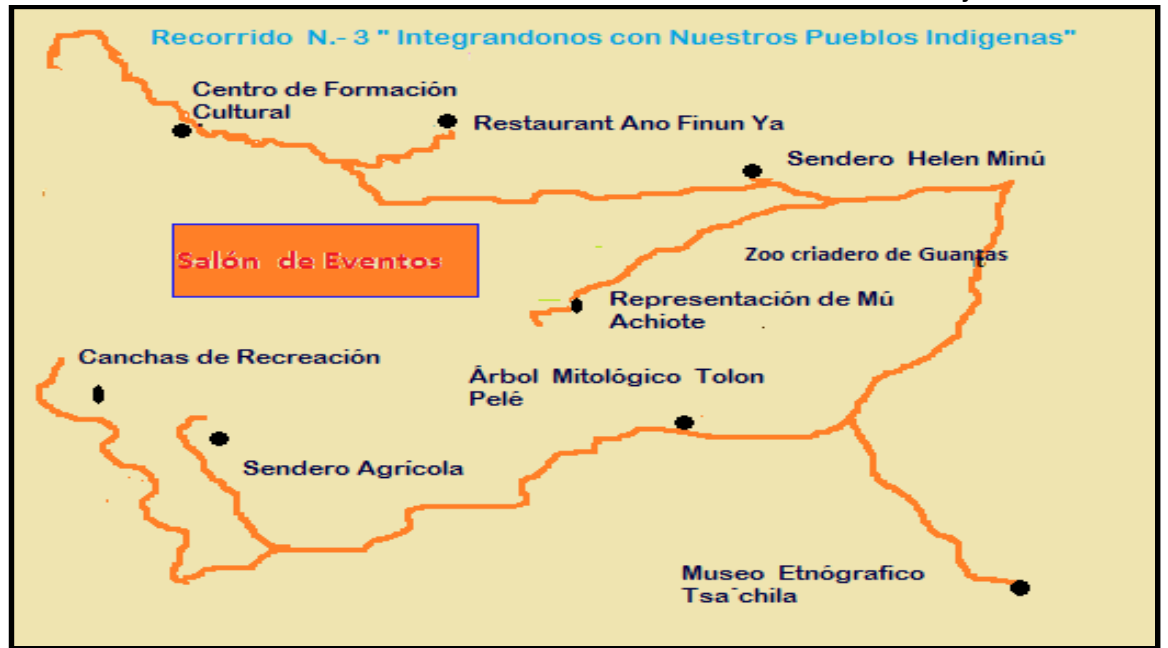 Recorrido N.- 3 " Integrandonos con Nuestros Pueblos Indigenas"
Centro de Formación
Cultural
Restaurant Ano Finun Ya
Sendero Helen Minú
Salón de Eventos
Zoo criadero de Guantas
Representación de Mú
Achiote
Canchas de Recreación
Árbol Mitológico Tolon
Pelé
Sendero Agrícola
Museo Etnógrafico
Tsa´chila